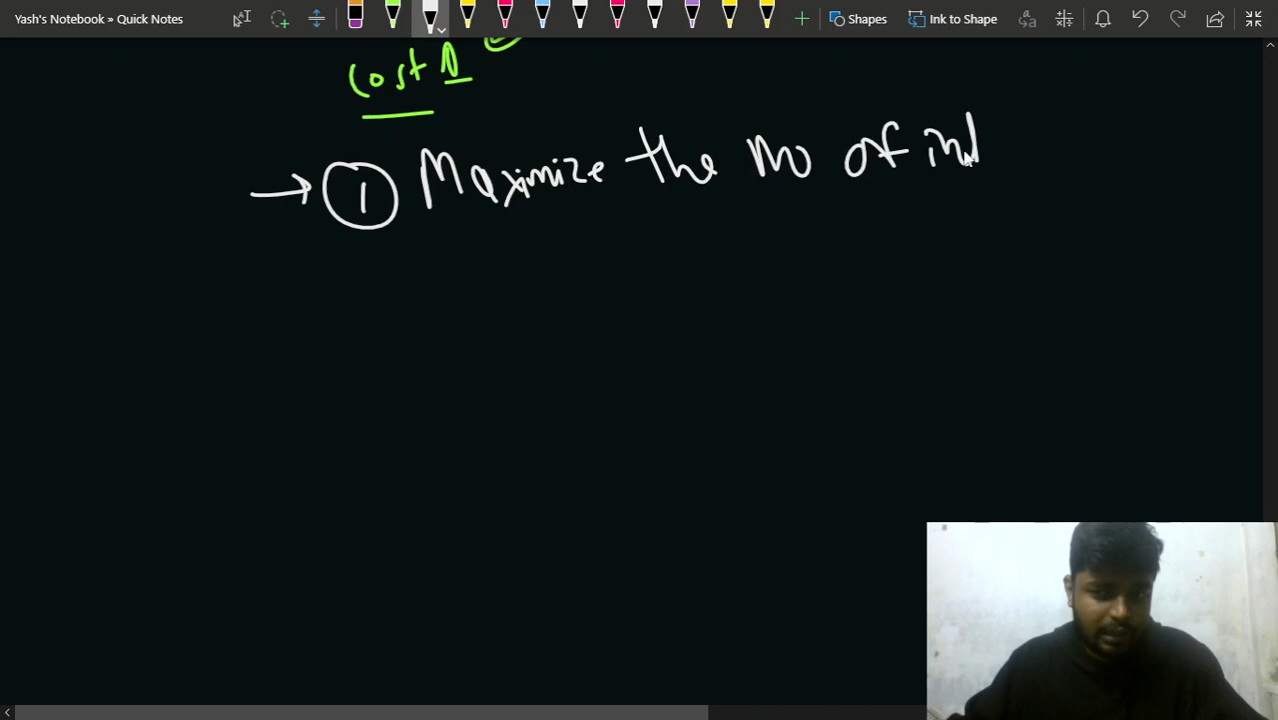 Yash's Notebook » Quick Notes
Shapes
Ink to Shape
cost
→ ① Maximize the no of ind